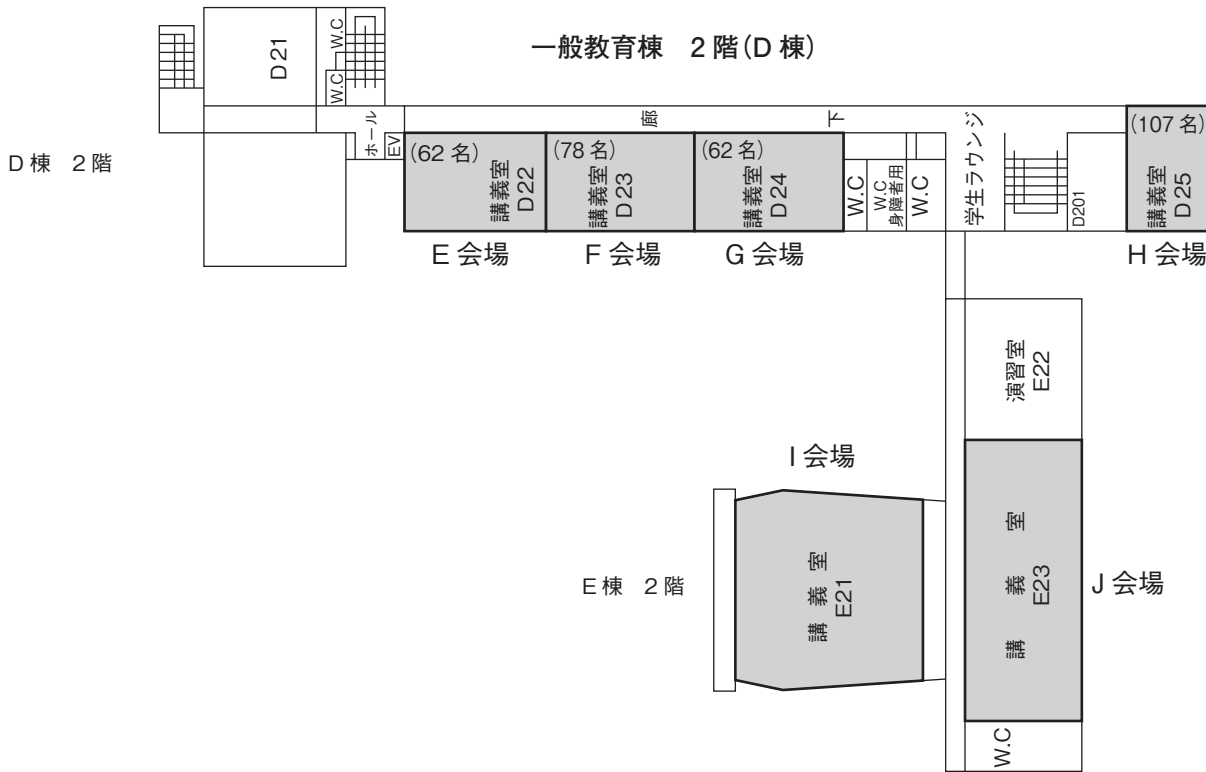 一般教育棟　2階(D棟)
D棟　2階
D21
W.C
W.C
ホール
EV
廊下
(62名)
講義室
D22
(78名)
講義室
D23
(62名)
講義室
D24
W.C
W.C
身障者用
W.C
学生ラウンジ
D201
(107名)
講義室
D25
E会場
F会場
G会場
H会場
演習室
E22
I会場
講義室
E21
E棟　2階
講義室
E23
J会場
W.C